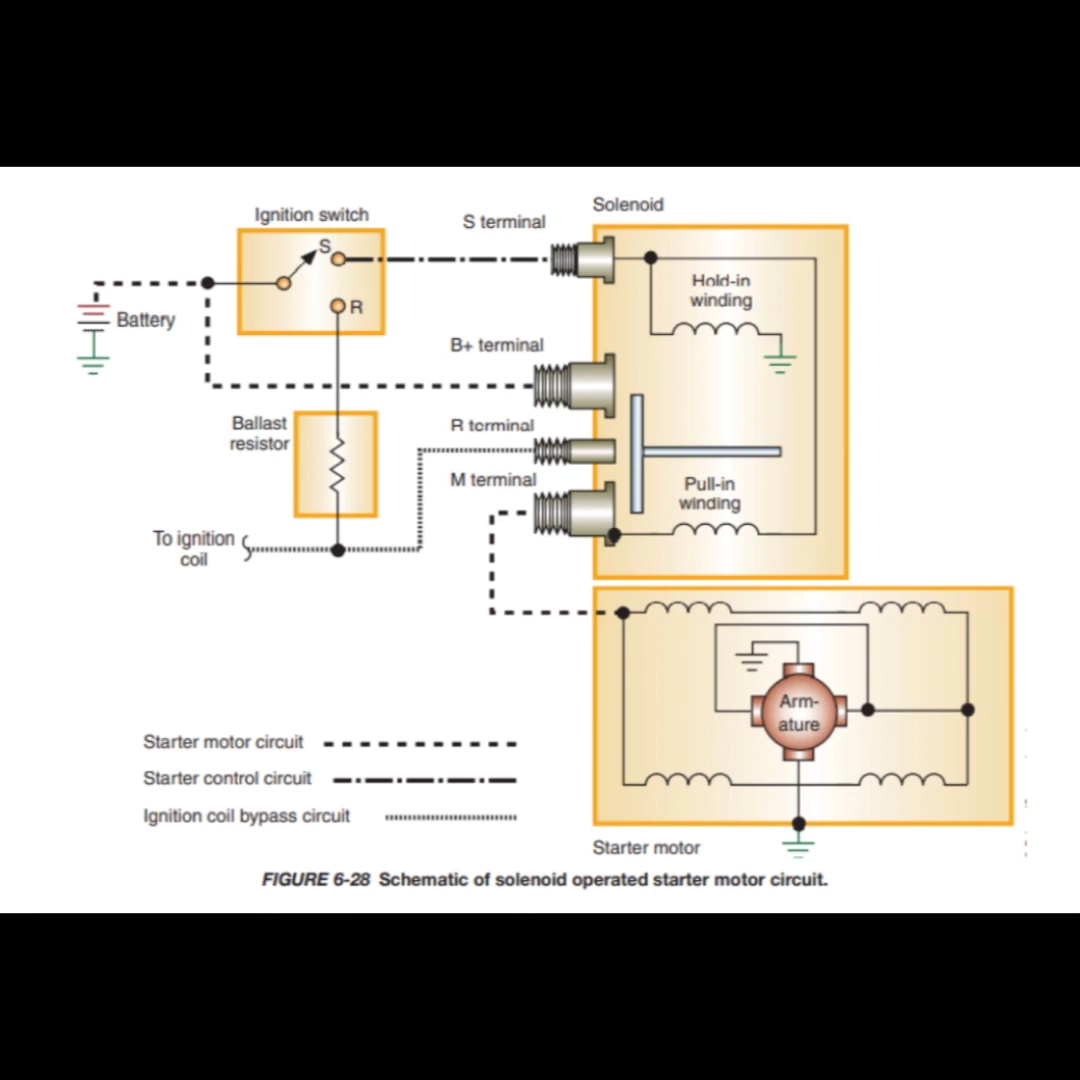 Ignition switch
S terminal
Solenoid
S
Hold-in
winding
R
Battery
B+ terminal
Ballast
resistor
R terminal
M terminal
Pull-in
winding
To ignition
coil
Arm-
ature
Starter motor circuit
Starter control circuit
Ignition coil bypass circuit
Starter motor
FIGURE 6-28 Schematic of solenoid operated starter motor circuit.